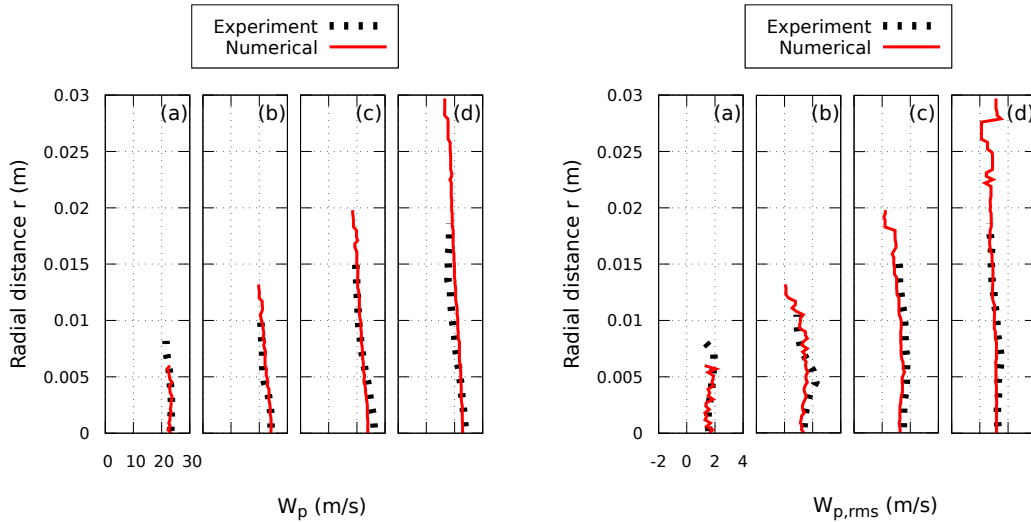 Experiment
Numerical
0.03
0.025
0.02
0.015
0.01
0.005
0
Radial distance r (m)
(a)
(b)
(c)
(d)
0 10 20 30
Wp (m/s)
Experiment
Numerical
0.03
0.025
0.02
0.015
0.01
0.005
0
Radial distance r (m)
(a)
(b)
(c)
(d)
-2 0 2 4
Wp,rms (m/s)